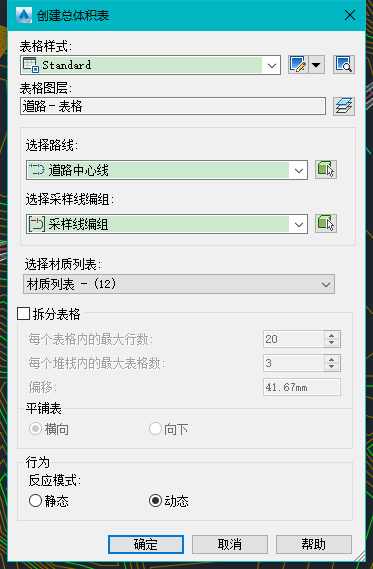 创建总体积表
表格样式:
Standard
表格图层:
道路-表格
选择路线:
道路中心线
选择采样线编组:
采样线编组
选择材质列表:
材质列表 - (12)
拆分表格
每个表格内的最大行数: 20
每个堆栈内的最大表格数: 3
偏移: 41.67mm
平铺表
横向 向下
行为
反应模式:
静态 动态
确定 取消 帮助